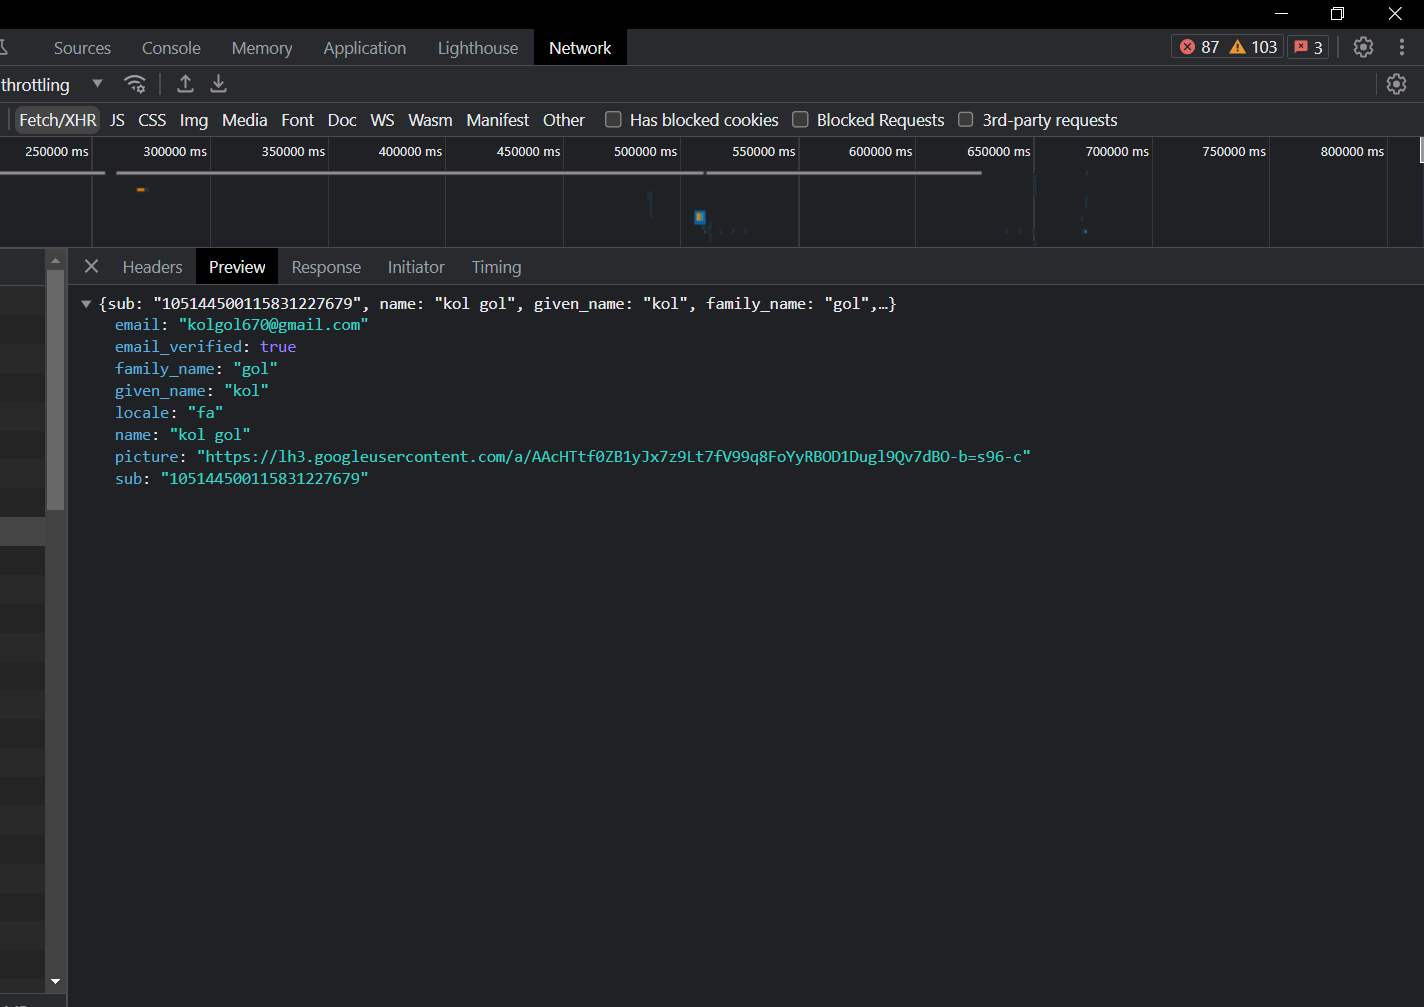 Sources Console Memory Application Lighthouse Network 87 103 3
throttling
Fetch/XHR JS CSS Img Media Font Doc WS Wasm Manifest Other Has blocked cookies Blocked Requests 3rd-party requests
250000 ms 300000 ms 350000 ms 400000 ms 450000 ms 500000 ms 550000 ms 600000 ms 650000 ms 700000 ms 750000 ms 800000 ms
Headers Preview Response Initiator Timing
{sub: "105144500115831227679", name: "kol gol", given_name: "kol", family_name: "gol",…}
email: "kolgol670@gmail.com"
email_verified: true
family_name: "gol"
given_name: "kol"
locale: "fa"
name: "kol gol"
picture: "https://lh3.googleusercontent.com/a/AAcHTtf0ZB1yJx7z9Lt7fV99q8FoYyRBOD1Dugl9Qv7dBO-b=s96-c"
sub: "105144500115831227679"